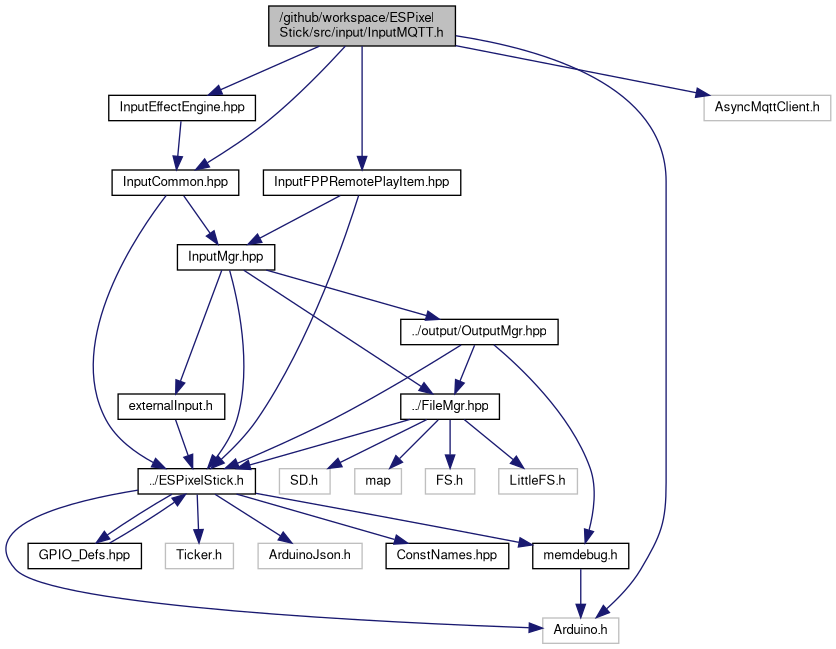 /github/workspace/ESPixel
Stick/src/input/InputMQTT.h
InputEffectEngine.hpp
AsyncMqttClient.h
InputCommon.hpp
InputFPPRemotePlayItem.hpp
InputMgr.hpp
../output/OutputMgr.hpp
externalInput.h
../FileMgr.hpp
../ESPixelStick.h
SD.h
map
FS.h
LittleFS.h
GPIO_Defs.hpp
Ticker.h
ArduinoJson.h
ConstNames.hpp
memdebug.h
Arduino.h